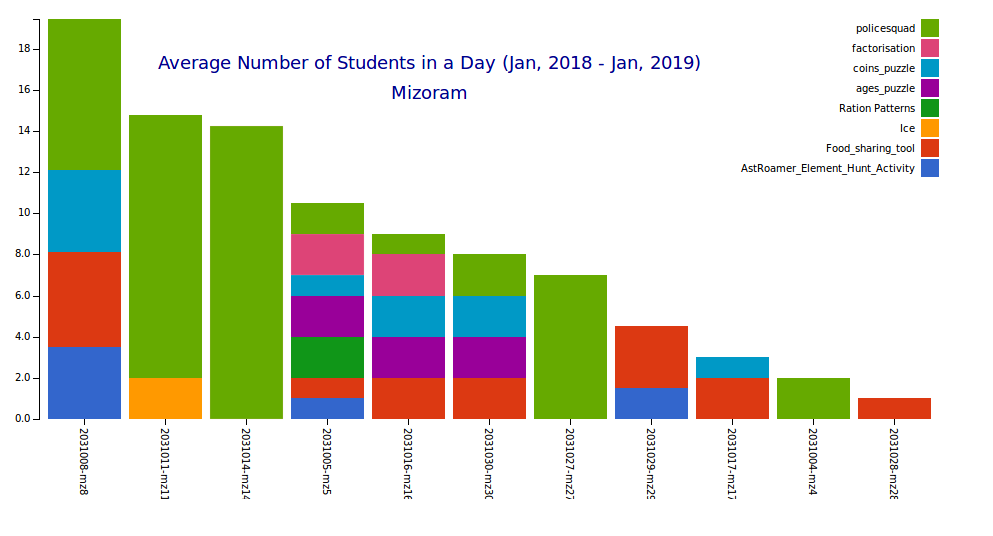 Average Number of Students in a Day (Jan, 2018 - Jan, 2019)
Mizoram
policesquad
factorisation
coins_puzzle
ages_puzzle
Ration Patterns
Ice
Food_sharing_tool
AstRoamer_Element_Hunt_Activity
18
16
14
12
10
8.0
6.0
4.0
2.0
0.0
2031008-mz8
2031011-mz11
2031014-mz14
2031005-mz5
2031016-mz16
2031030-mz30
2031027-mz27
2031029-mz29
2031017-mz17
2031004-mz4
2031028-mz28